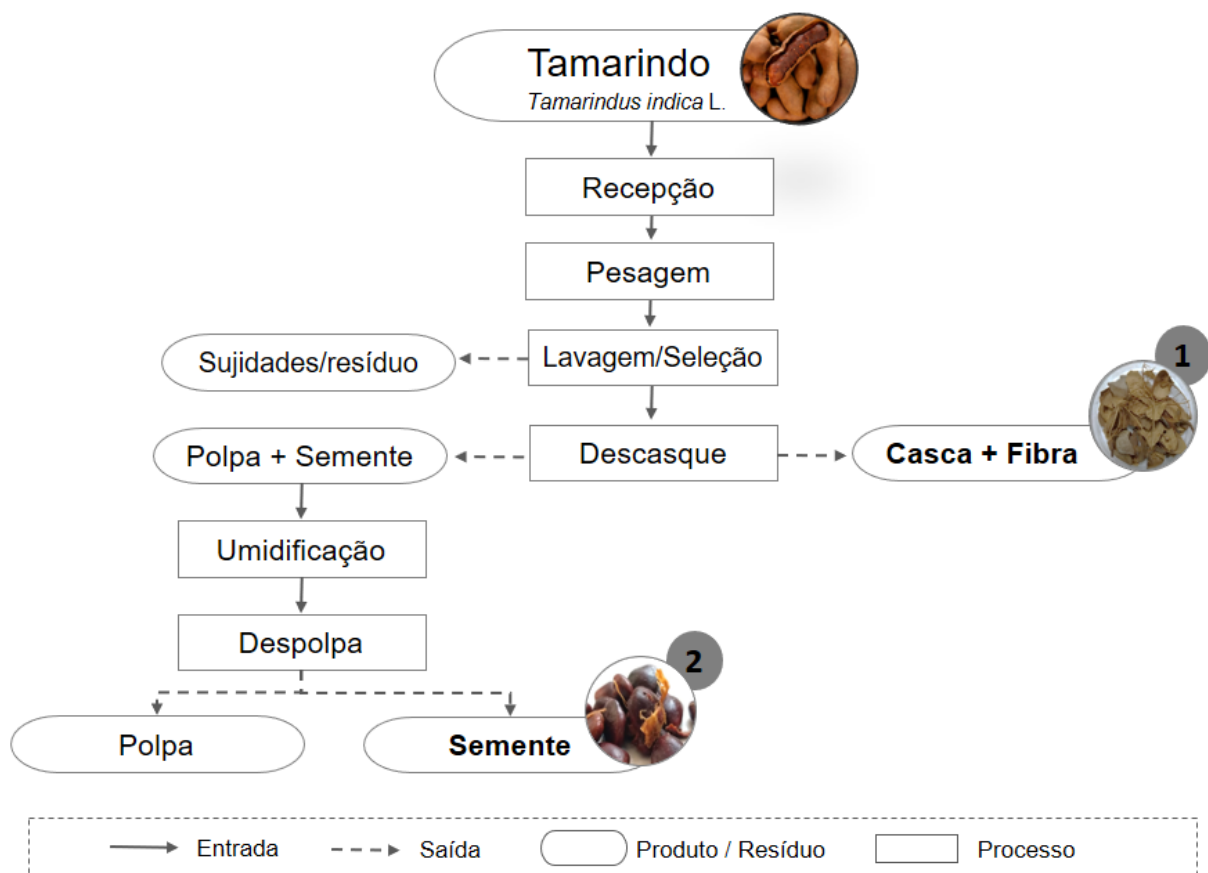 Tamarindo
Tamarindus indica L.
Recepção
Pesagem
Lavagem/Seleção
Sujidades/resíduo
1
Descasque
Polpa + Semente
Casca + Fibra
Umidificação
Despolpa
2
Polpa
Semente
Entrada
Saída
Produto / Resíduo
Processo